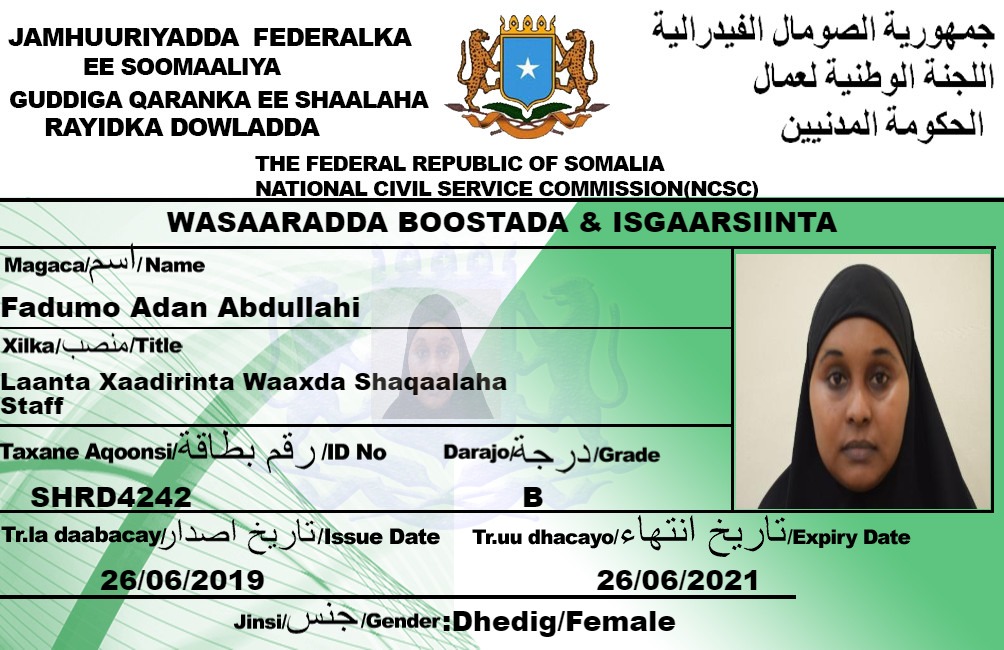 JAMHUURIYADDA FEDERALKA
EE SOOMAALIYA
GUDDIGA QARANKA EE SHAALAHA
RAYIDKA DOWLADDA
جمهورية الصومال الفيدرالية
اللجنة الوطنية لعمال
الحكومة المدنيين
THE FEDERAL REPUBLIC OF SOMALIA
NATIONAL CIVIL SERVICE COMMISSION(NCSC)
WASAARADDA BOOSTADA & ISGAARSIINTA
Magaca/اسم/Name
Fadumo Adan Abdullahi
Xilka/منصب/Title
Laanta Xaadirinta Waaxda Shaqaalaha
Staff
Taxane Aqoonsi/رقم بطاقة/ID No
SHRD4242
Darajo/درجة/Grade
B
Tr.la daabacay/تاريخ اصدار/Issue Date
26/06/2019
Tr.uu dhacayo/تاريخ انتهاء/Expiry Date
26/06/2021
Jinsi/جنس/Gender:Dhedig/Female